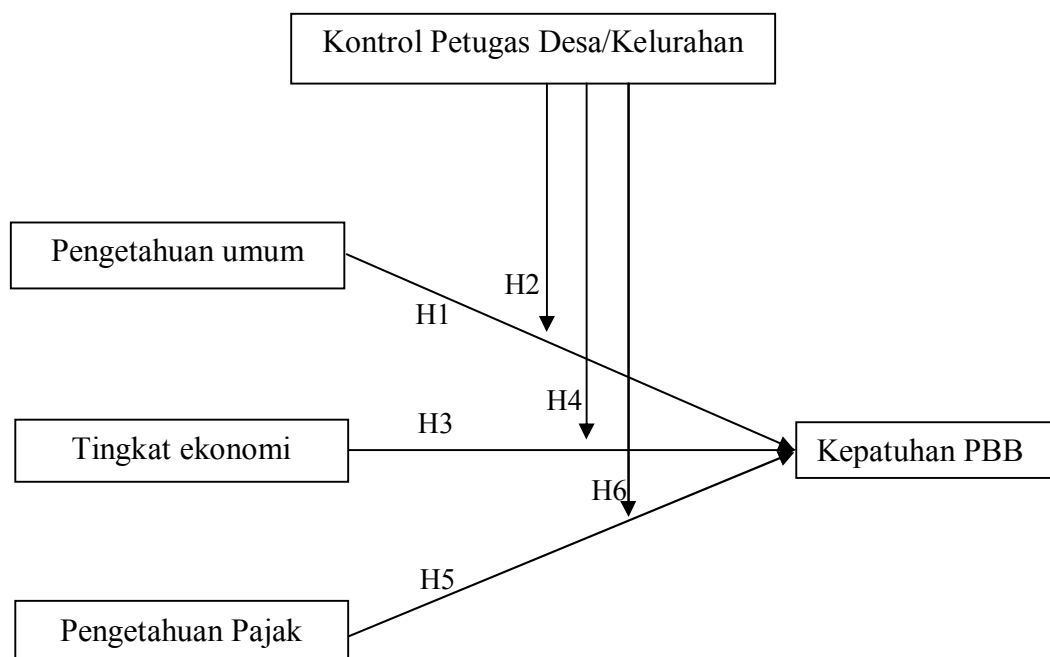 Kontrol Petugas Desa/Kelurahan
Pengetahuan umum
H2
H1
H4
H3
Tingkat ekonomi
Kepatuhan PBB
H6
H5
Pengetahuan Pajak